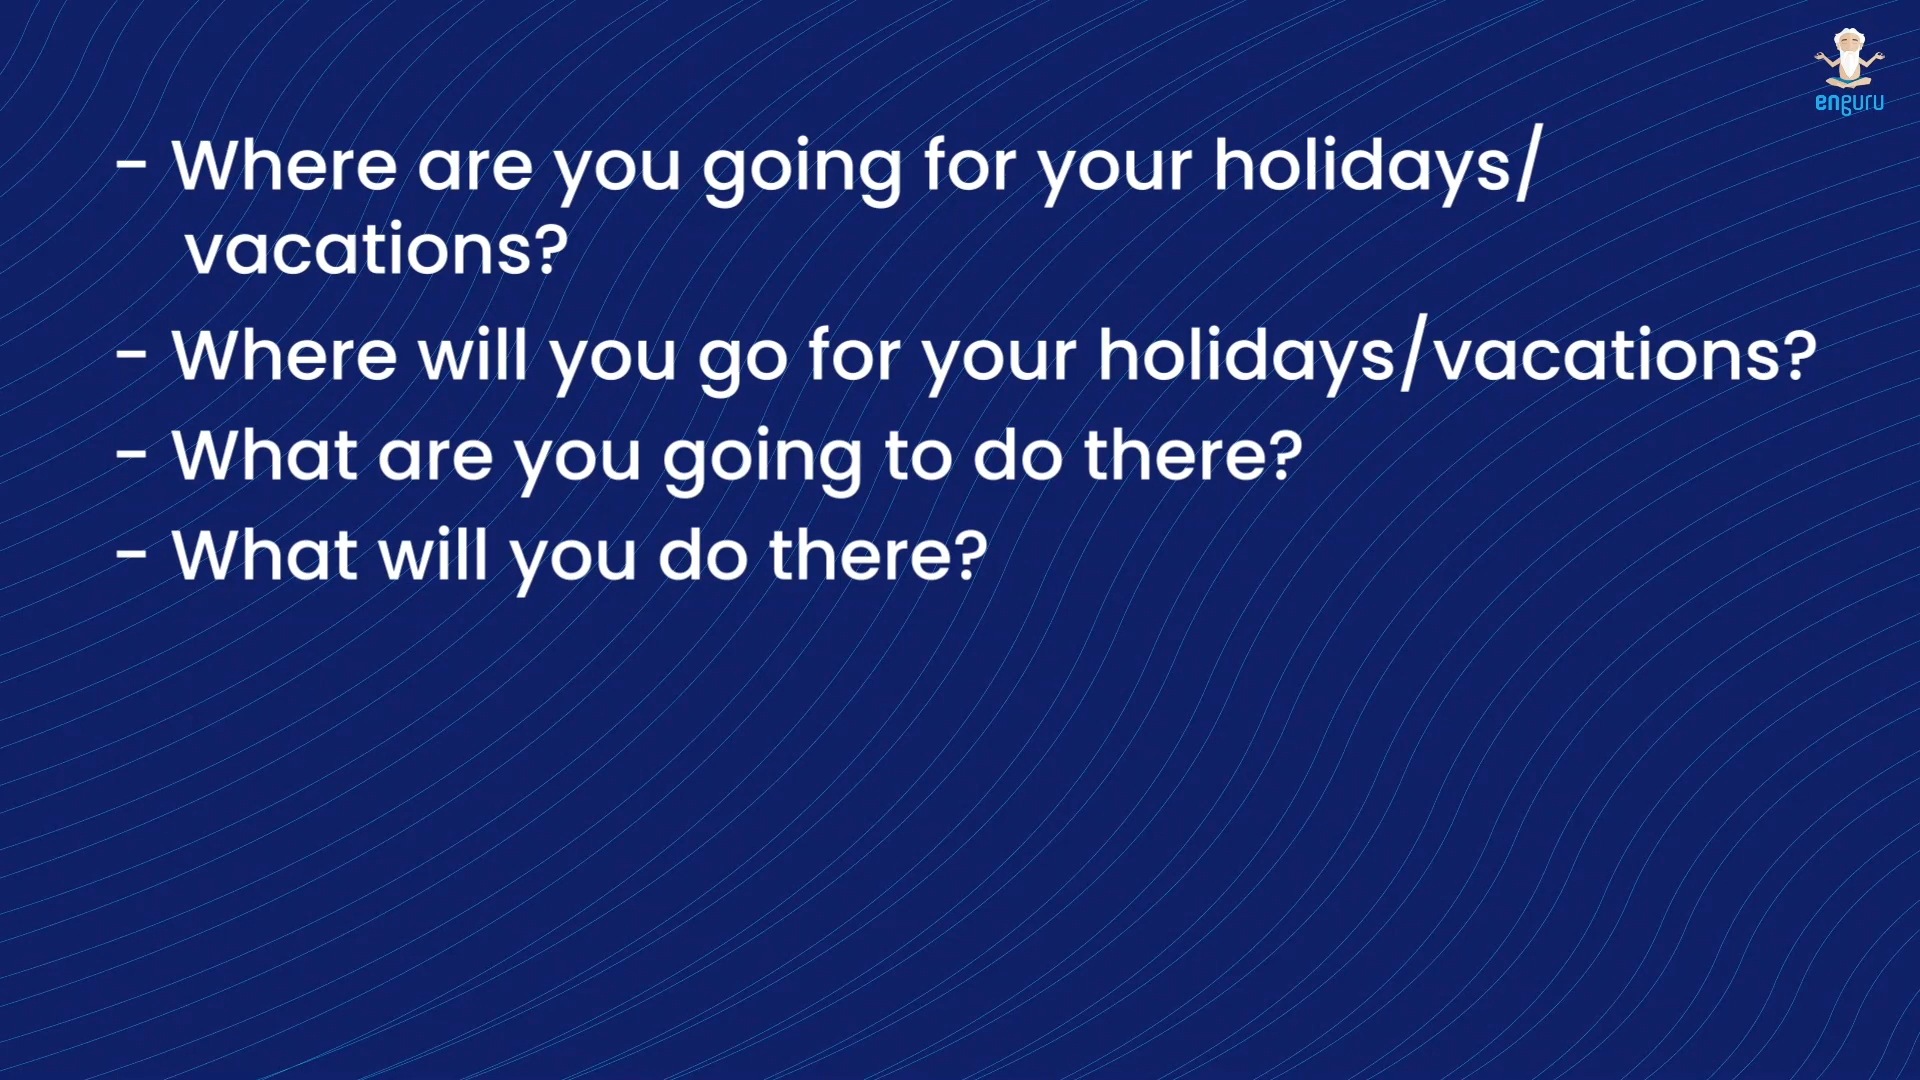 enguru
- Where are you going for your holidays/
vacations?
- Where will you go for your holidays/vacations?
- What are you going to do there?
- What will you do there?